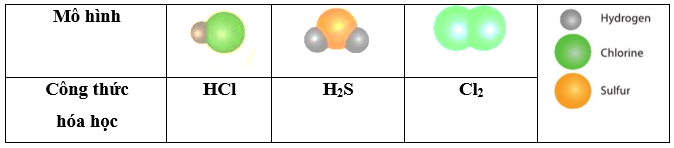 Mô hình
Hydrogen
Chlorine
Sulfur
Công thức
hóa học
HCl
H₂S
Cl₂